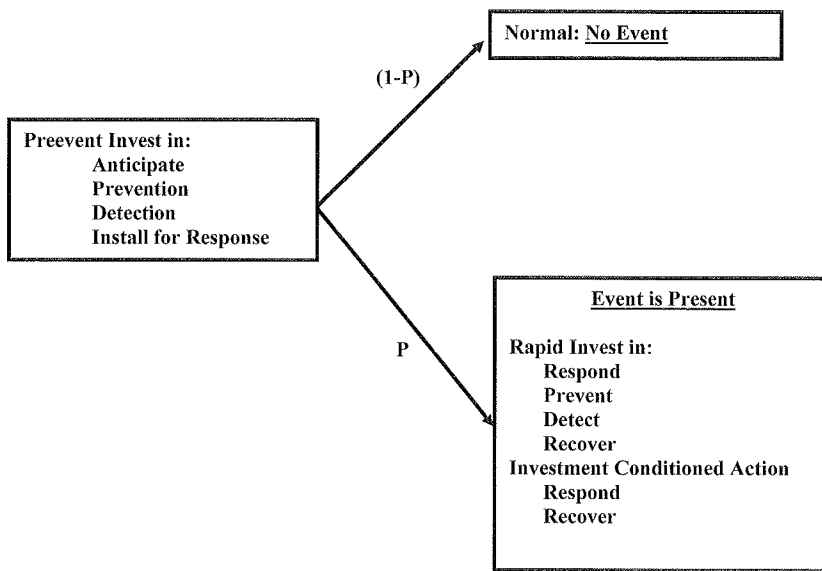 Normal: No Event
(1-P)
Preevent Invest in:
Anticipate
Prevention
Detection
Install for Response
P
Event is Present
Rapid Invest in:
Respond
Prevent
Detect
Recover
Investment Conditioned Action
Respond
Recover